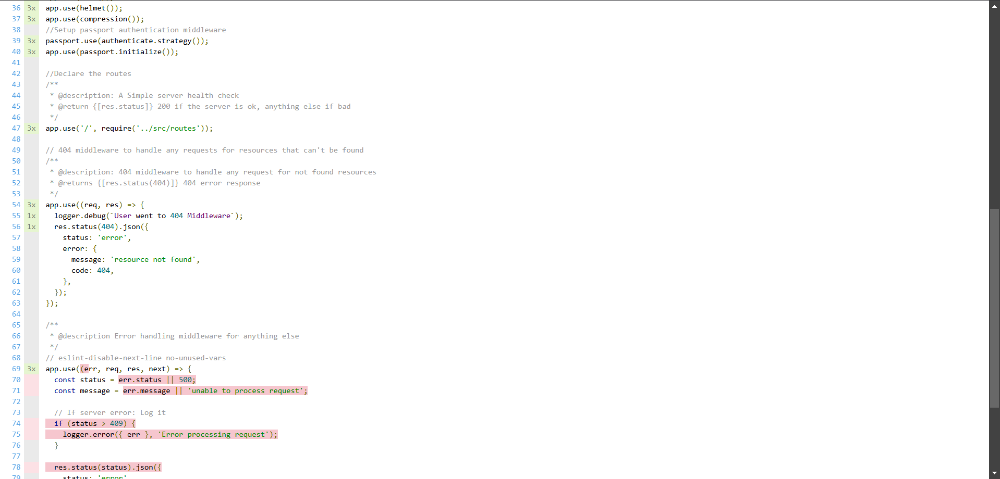 36 3x app.use(helmet());
37 3x app.use(compression());
38 //Setup passport authentication middleware
39 3x passport.use(authenticate.strategy());
40 3x app.use(passport.initialize());
41
42 //Declare the routes
43 /**
44 * @description: A Simple server health check
45 * @return {[res.status]} 200 if the server is ok, anything else if bad
46 */
47 3x app.use('/', require('../src/routes'));
48
49 // 404 middleware to handle any requests for resources that can't be found
50 /**
51 * @description: 404 middleware to handle any request for not found resources
52 * @returns {[res.status(404)]} 404 error response
53 */
54 3x app.use((req, res) => {
55 1x logger.debug(`User went to 404 Middleware`);
56 1x res.status(404).json({
57 status: 'error',
58 error: {
59 message: 'resource not found',
60 code: 404,
61 },
62 });
63 });
64
65 /**
66 * @description Error handling middleware for anything else
67 */
68 // eslint-disable-next-line no-unused-vars
69 3x app.use((err, req, res, next) => {
70 const status = err.status || 500;
71 const message = err.message || 'unable to process request';
72
73 // If server error: Log it
74 if (status > 409) {
75 logger.error({ err }, 'Error processing request');
76 }
77
78 res.status(status).json({
79 status: 'error'